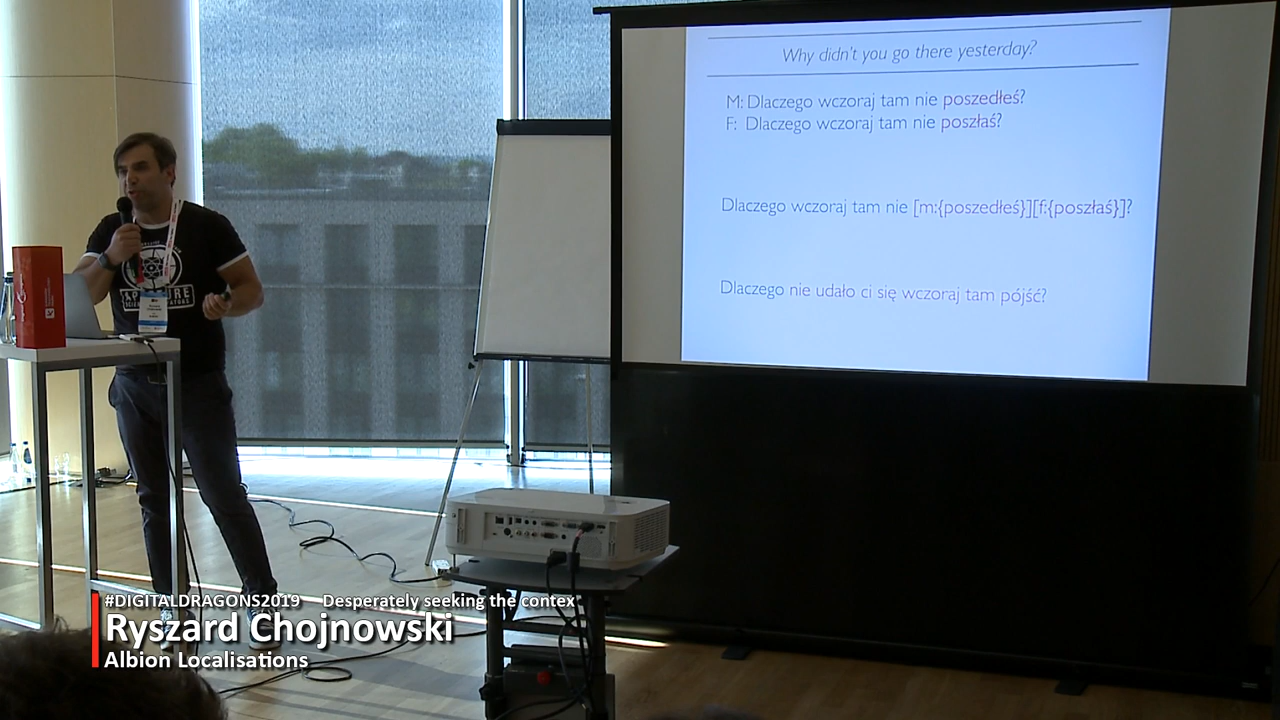 Why didn't you go there yesterday?
M: Dlaczego wczoraj tam nie poszedłeś?
F: Dlaczego wczoraj tam nie poszłaś?
Dlaczego wczoraj tam nie [m:{poszedłeś}][f:{poszłaś}]?
Dlaczego nie udało ci się wczoraj tam pójść?
#DIGITALDRAGONS2019 Desperately seeking the contex
Ryszard Chojnowski
Albion Localisations